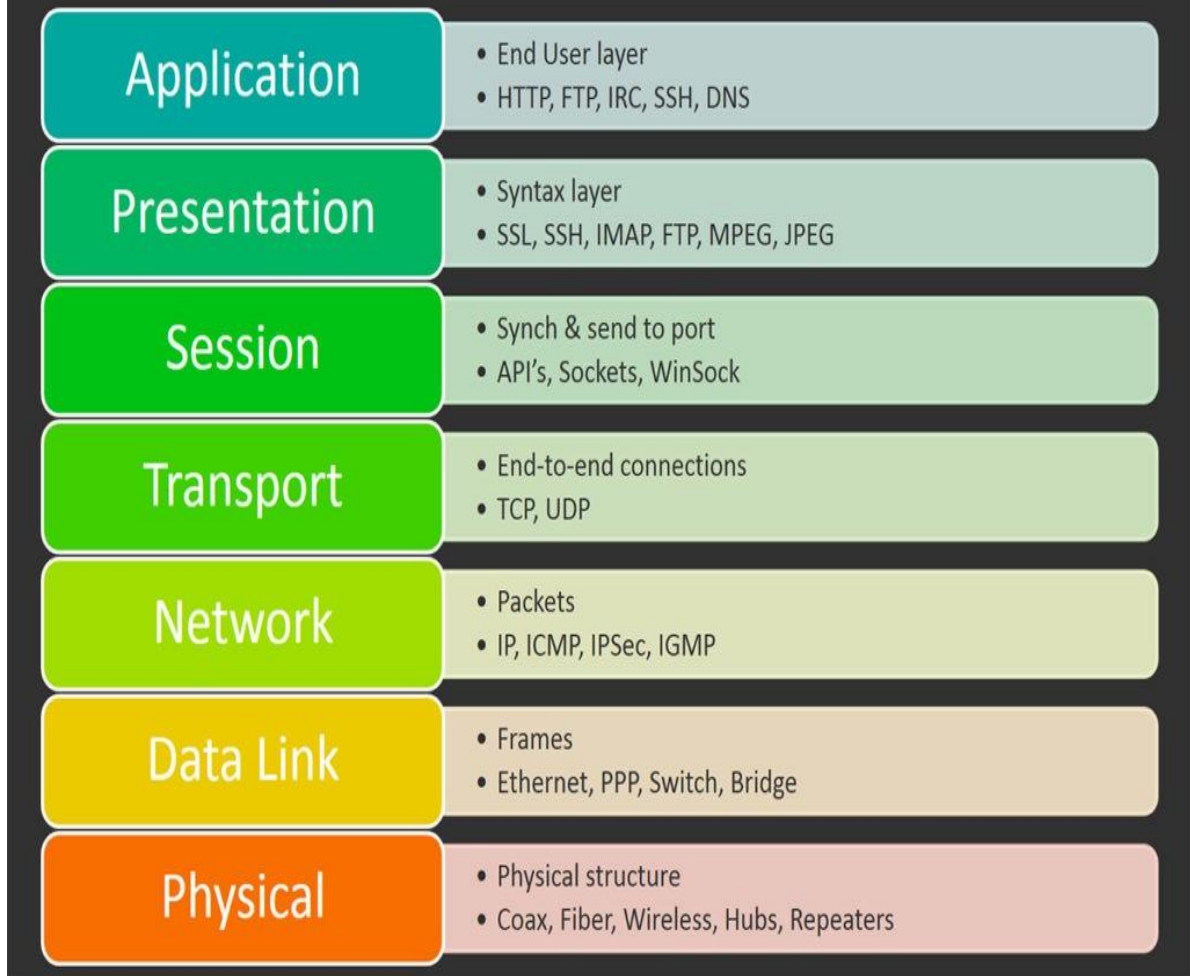 Application
• End User layer
• HTTP, FTP, IRC, SSH, DNS
Presentation
• Syntax layer
• SSL, SSH, IMAP, FTP, MPEG, JPEG
Session
• Synch & send to port
• API’s, Sockets, WinSock
Transport
• End-to-end connections
• TCP, UDP
Network
• Packets
• IP, ICMP, IPSec, IGMP
Data Link
• Frames
• Ethernet, PPP, Switch, Bridge
Physical
• Physical structure
• Coax, Fiber, Wireless, Hubs, Repeaters